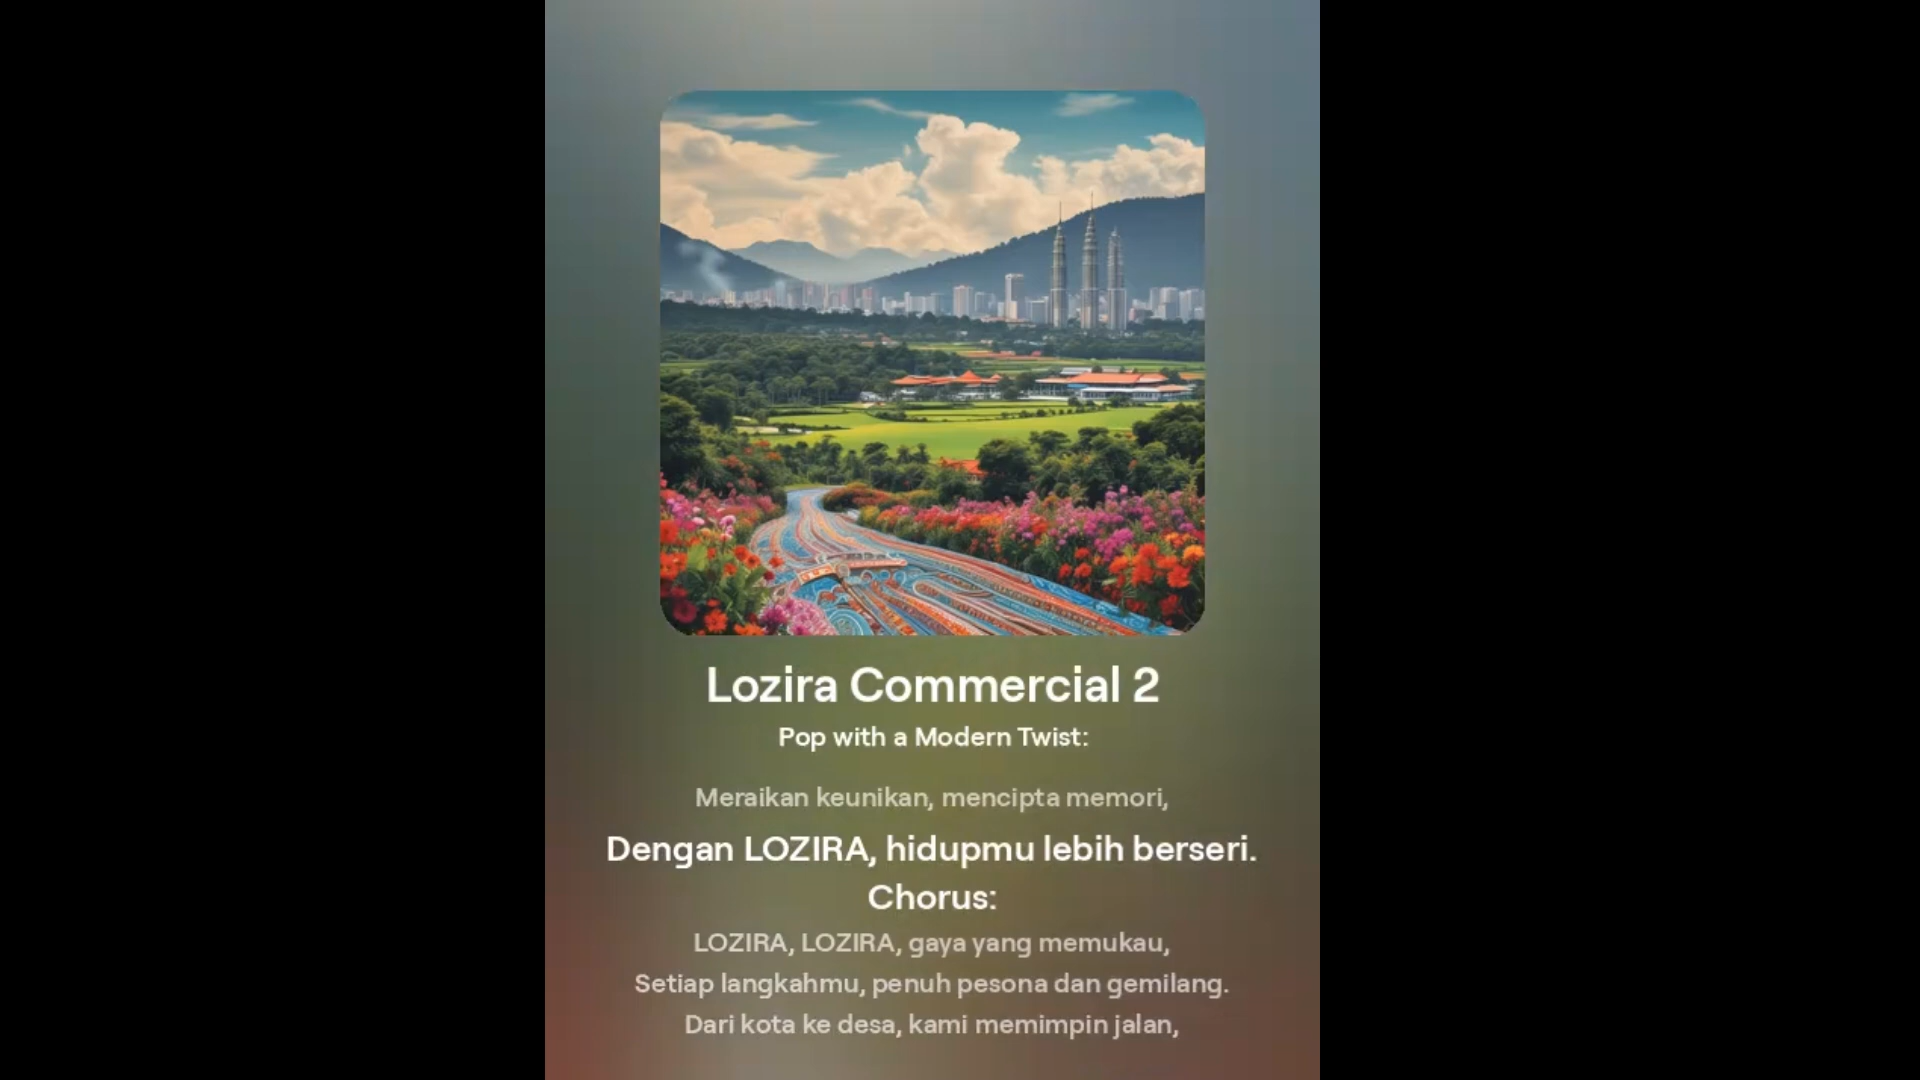 Lozira Commercial 2
Pop with a Modern Twist:
Meraikan keunikan, mencipta memori,
Dengan LOZIRA, hidupmu lebih berseri.
Chorus:
LOZIRA, LOZIRA, gaya yang memukau,
Setiap langkahmu, penuh pesona dan gemilang.
Dari kota ke desa, kami memimpin jalan,